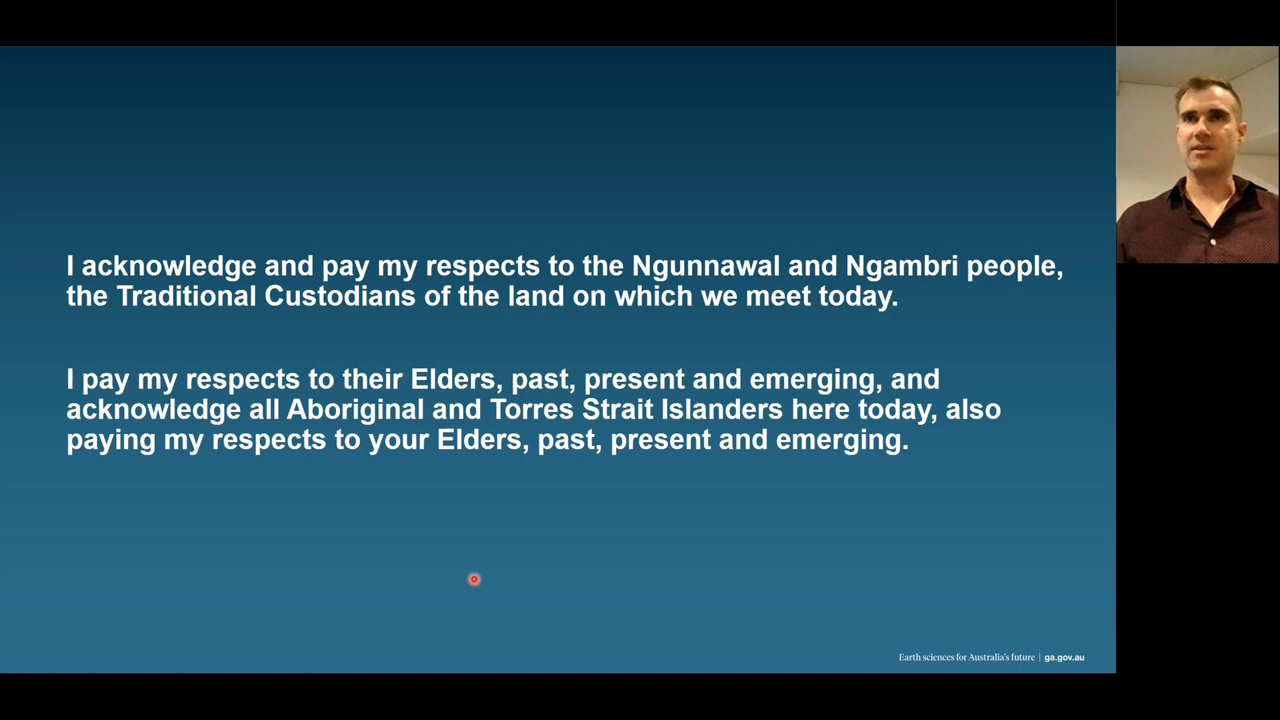 I acknowledge and pay my respects to the Ngunnawal and Ngambri people,
the Traditional Custodians of the land on which we meet today.
I pay my respects to their Elders, past, present and emerging, and
acknowledge all Aboriginal and Torres Strait Islanders here today, also
paying my respects to your Elders, past, present and emerging.
Earth sciences for Australia's future | ga.gov.au